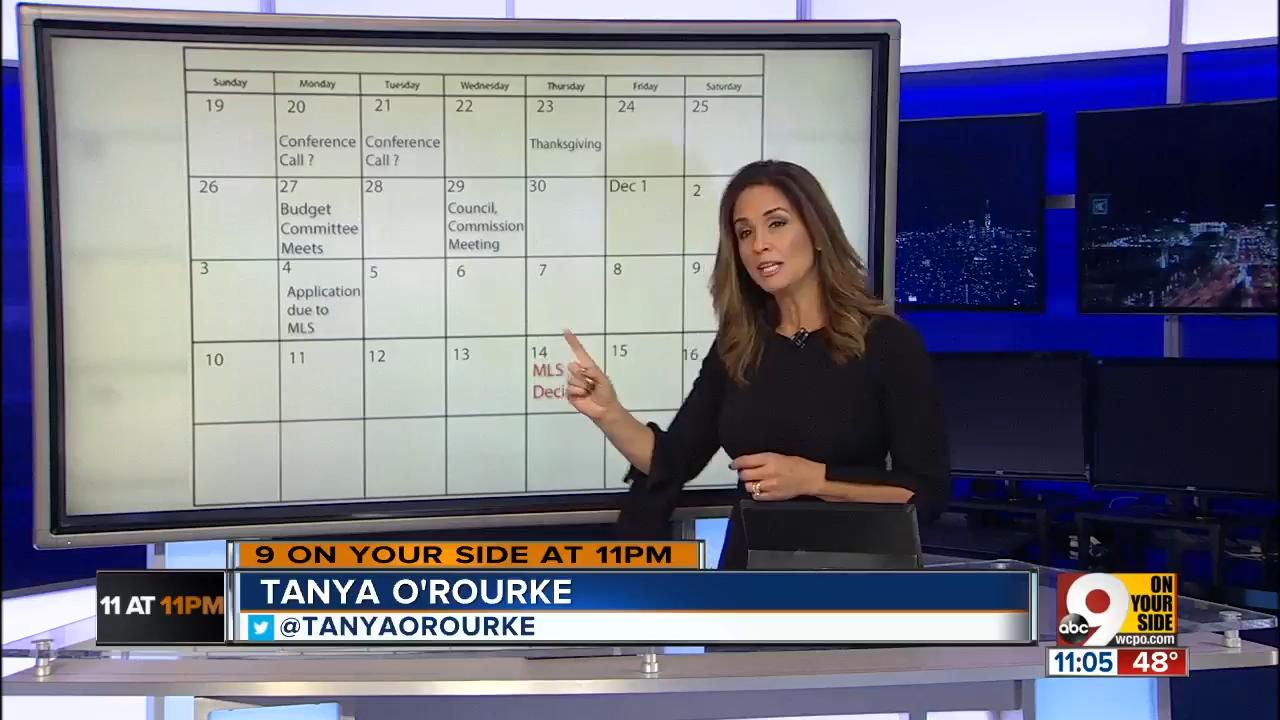 Sunday Monday Tuesday Wednesday Thursday Friday Saturday
19 20 21 22 23 24 25
Conference Conference Thanksgiving
Call ? Call ?
26 27 28 29 30 Dec 1 2
Budget Council,
Committee Commission
Meets Meeting
3 4 5 6 7 8 9
Application
due to
MLS
10 11 12 13 14 15 16
MLS
9 ON YOUR SIDE AT 11PM
11 AT 11PM
TANYA O'ROURKE
@TANYAOROURKE
abc 9 ON
YOUR
SIDE
wcpo.com
11:05 48°